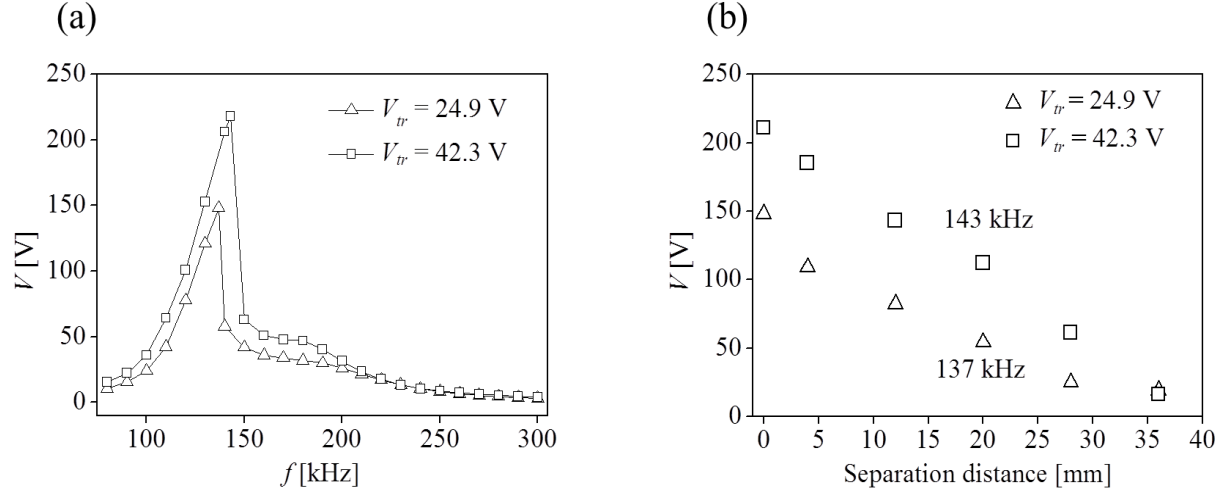 (a)
250
200
150
100
50
0
V [V]
100
150
200
250
300
f [kHz]
V_tr = 24.9 V
V_tr = 42.3 V
(b)
250
200
150
100
50
0
V [V]
0
5
10
15
20
25
30
35
40
Separation distance [mm]
V_tr = 24.9 V
V_tr = 42.3 V
143 kHz
137 kHz